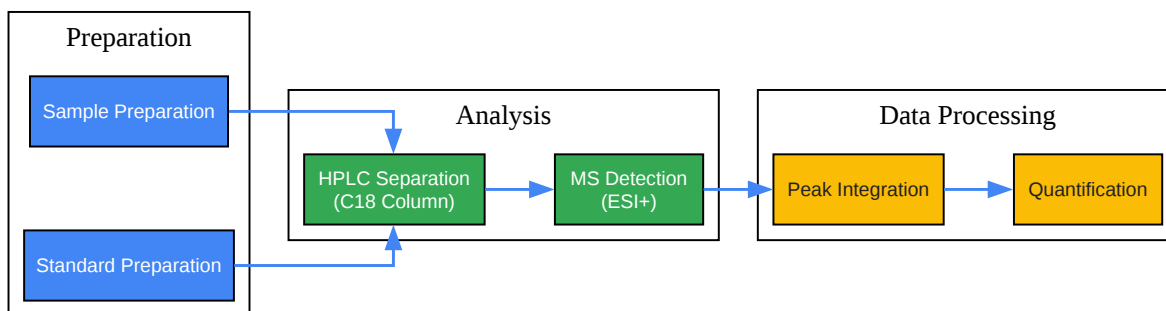 Preparation
Sample Preparation
Standard Preparation
Analysis
HPLC Separation
(C18 Column)
MS Detection
(ESI+)
Data Processing
Peak Integration
Quantification